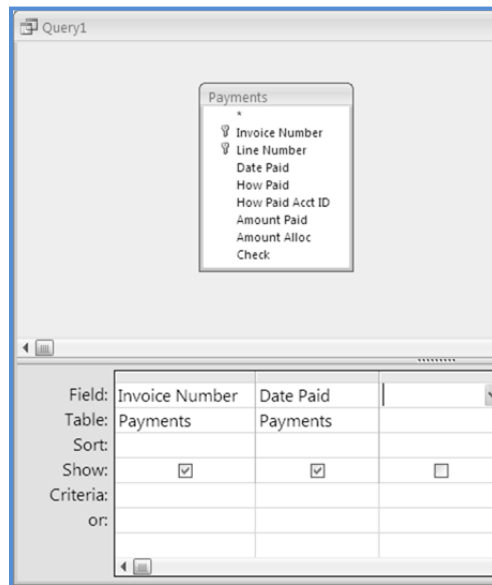 Query1
Payments
*
Invoice Number
Line Number
Date Paid
How Paid
How Paid Acct ID
Amount Paid
Amount Alloc
Check
Field: Invoice Number Date Paid
Table: Payments Payments
Sort:
Show:
Criteria:
or: